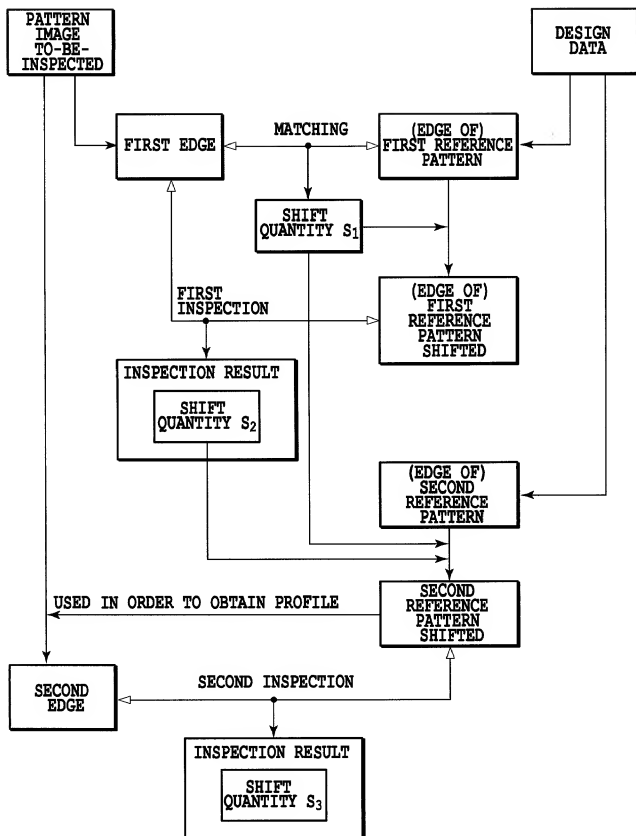 PATTERN
IMAGE
TO-BE-
INSPECTED
DESIGN
DATA
FIRST EDGE
MATCHING
(EDGE OF)
FIRST REFERENCE
PATTERN
SHIFT
QUANTITY S1
FIRST
INSPECTION
(EDGE OF)
FIRST
REFERENCE
PATTERN
SHIFTED
INSPECTION RESULT
SHIFT
QUANTITY S2
(EDGE OF)
SECOND
REFERENCE
PATTERN
USED IN ORDER TO OBTAIN PROFILE
SECOND
REFERENCE
PATTERN
SHIFTED
SECOND
EDGE
SECOND INSPECTION
INSPECTION RESULT
SHIFT
QUANTITY S3